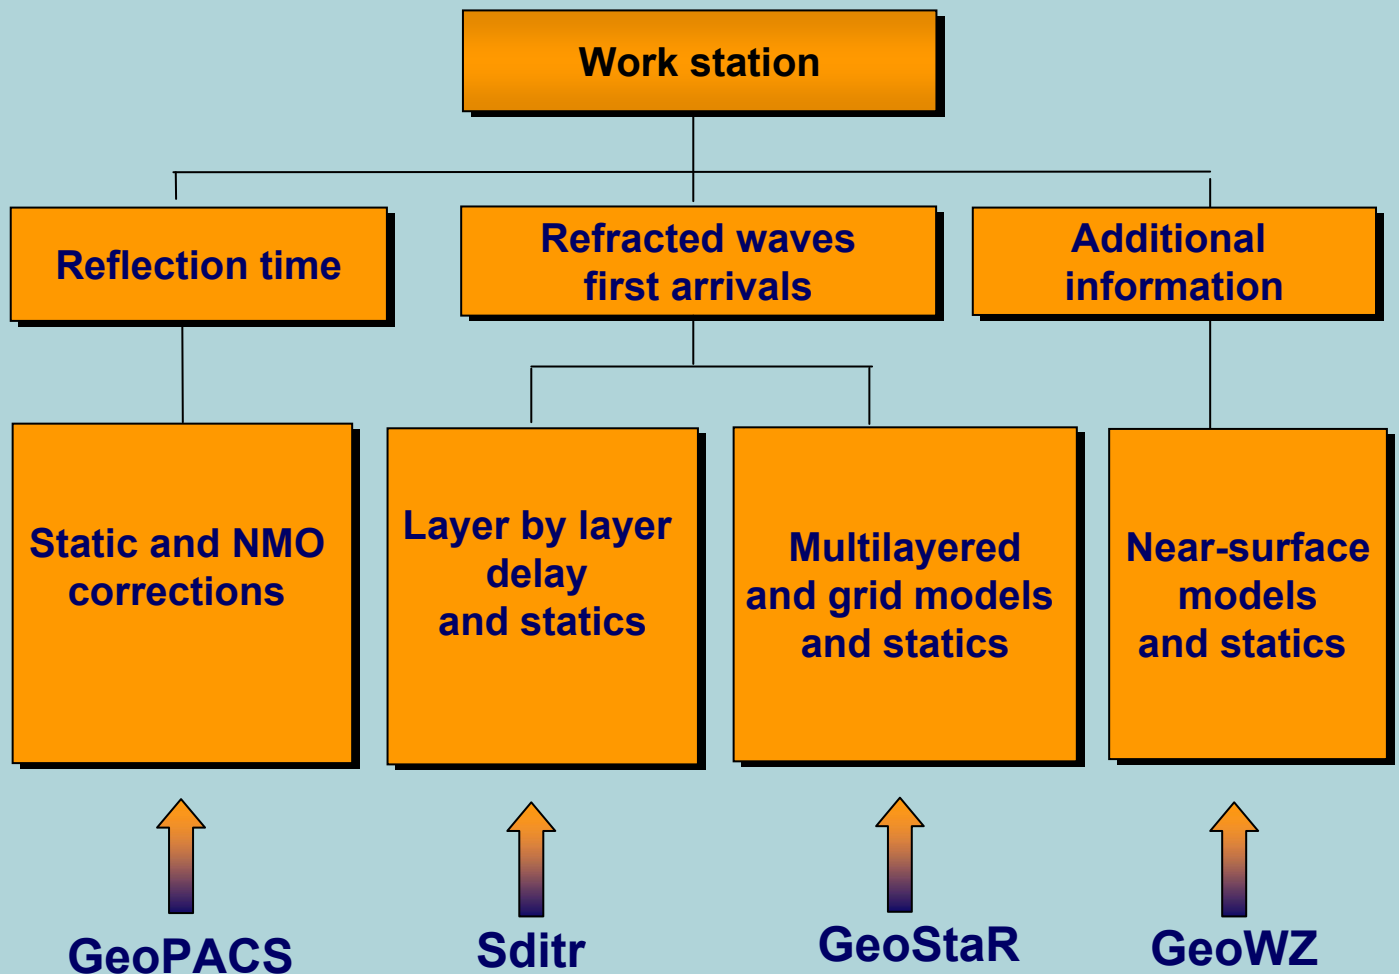 Work station
Reflection time
Refracted waves
first arrivals
Additional
information
Static and NMO
corrections
Layer by layer
delay
and statics
Multilayered
and grid models
and statics
Near-surface
models
and statics
GeoPACS
Sditr
GeoStaR
GeoWZ